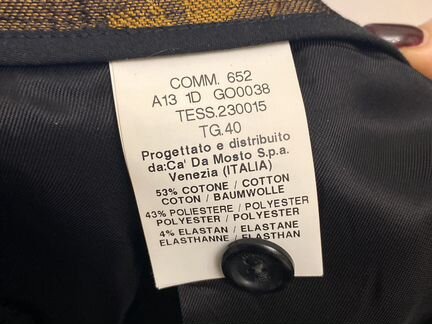 COMM. 652
A13 1D GO0038
TESS.230015
TG.40
Progettato e distribuito
da:Ca' Da Mosto S.p.a.
Venezia (ITALIA)
53% COTONE / COTTON
COTON / BAUMWOLLE
43% POLIESTERE / POLYESTER
POLYESTER / POLYESTER
4% ELASTAN / ELASTANE
ELASTHANNE / ELASTHAN